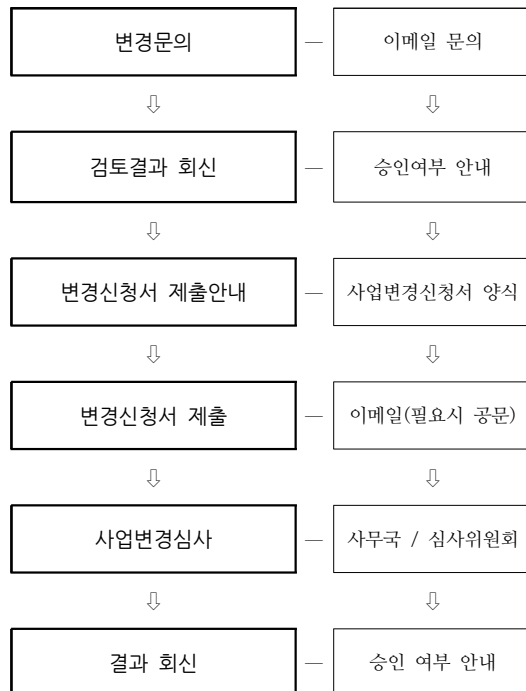 변경문의 — 이메일 문의
⇩ ⇩
검토결과 회신 — 승인여부 안내
⇩ ⇩
변경신청서 제출안내 — 사업변경신청서 양식
⇩ ⇩
변경신청서 제출 — 이메일(필요시 공문)
⇩ ⇩
사업변경심사 — 사무국 / 심사위원회
⇩ ⇩
결과 회신 — 승인 여부 안내